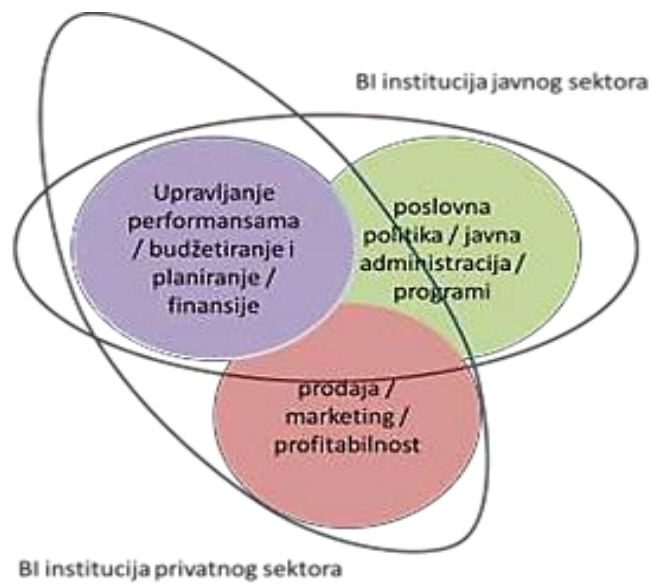 BI institucija javnog sektora
Upravljanje
performansama
/ budžetiranje i
planiranje /
finansije
poslovna
politika / javna
administracija /
programi
prodaja /
marketing /
profitabilnost
BI institucija privatnog sektora